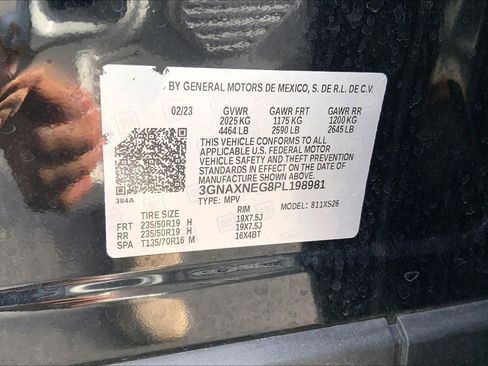 BY GENERAL MOTORS DE MEXICO, S. DE R.L. DE C.V.
02/23 GVWR GAWR FRT GAWR RR
2025 KG 1175 KG 1200 KG
4464 LB 2590 LB 2645 LB
THIS VEHICLE CONFORMS TO ALL
APPLICABLE U.S. FEDERAL MOTOR
VEHICLE SAFETY AND THEFT PREVENTION
STANDARDS IN EFFECT ON THE DATE OF
MANUFACTURE SHOWN ABOVE.
3GNAXNEG8PL198981
384A TYPE: MPV MODEL: 811XS26
TIRE SIZE RIM
FRT 235/50R19 H 19X7.5J
RR 235/50R19 H 19X7.5J
SPA T135/70R16 M 16X4BT